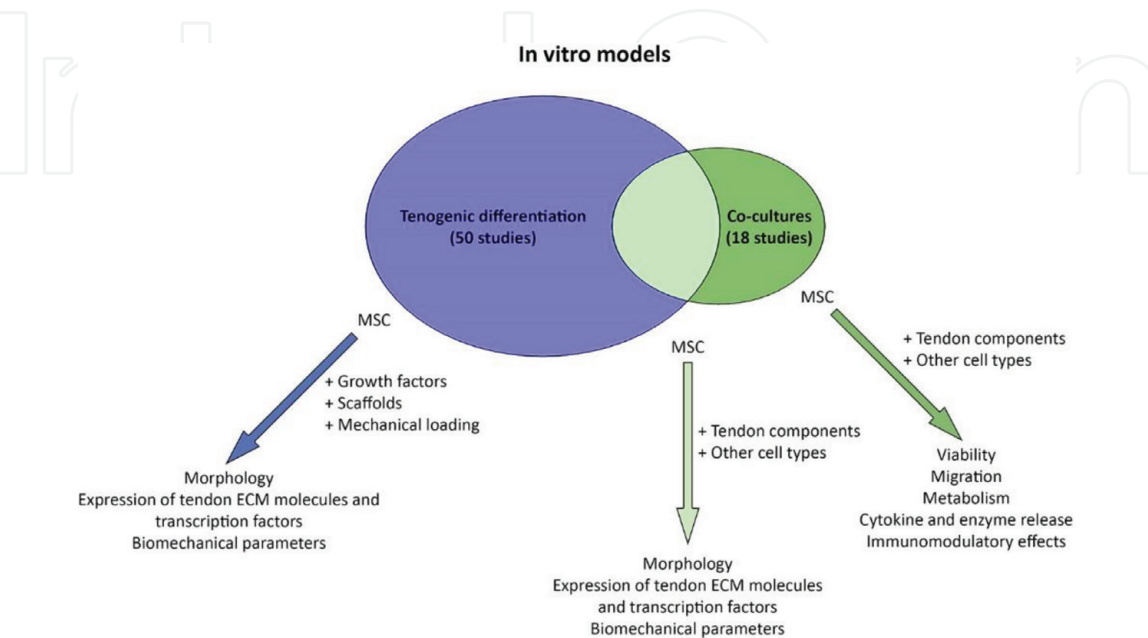 In vitro models
Tenogenic differentiation
(50 studies)
Co-cultures
(18 studies)
MSC
+ Growth factors
+ Scaffolds
+ Mechanical loading
Morphology
Expression of tendon ECM molecules and
transcription factors
Biomechanical parameters
MSC
+ Tendon components
+ Other cell types
Morphology
Expression of tendon ECM molecules
and transcription factors
Biomechanical parameters
MSC
+ Tendon components
+ Other cell types
Viability
Migration
Metabolism
Cytokine and enzyme release
Immunomodulatory effects